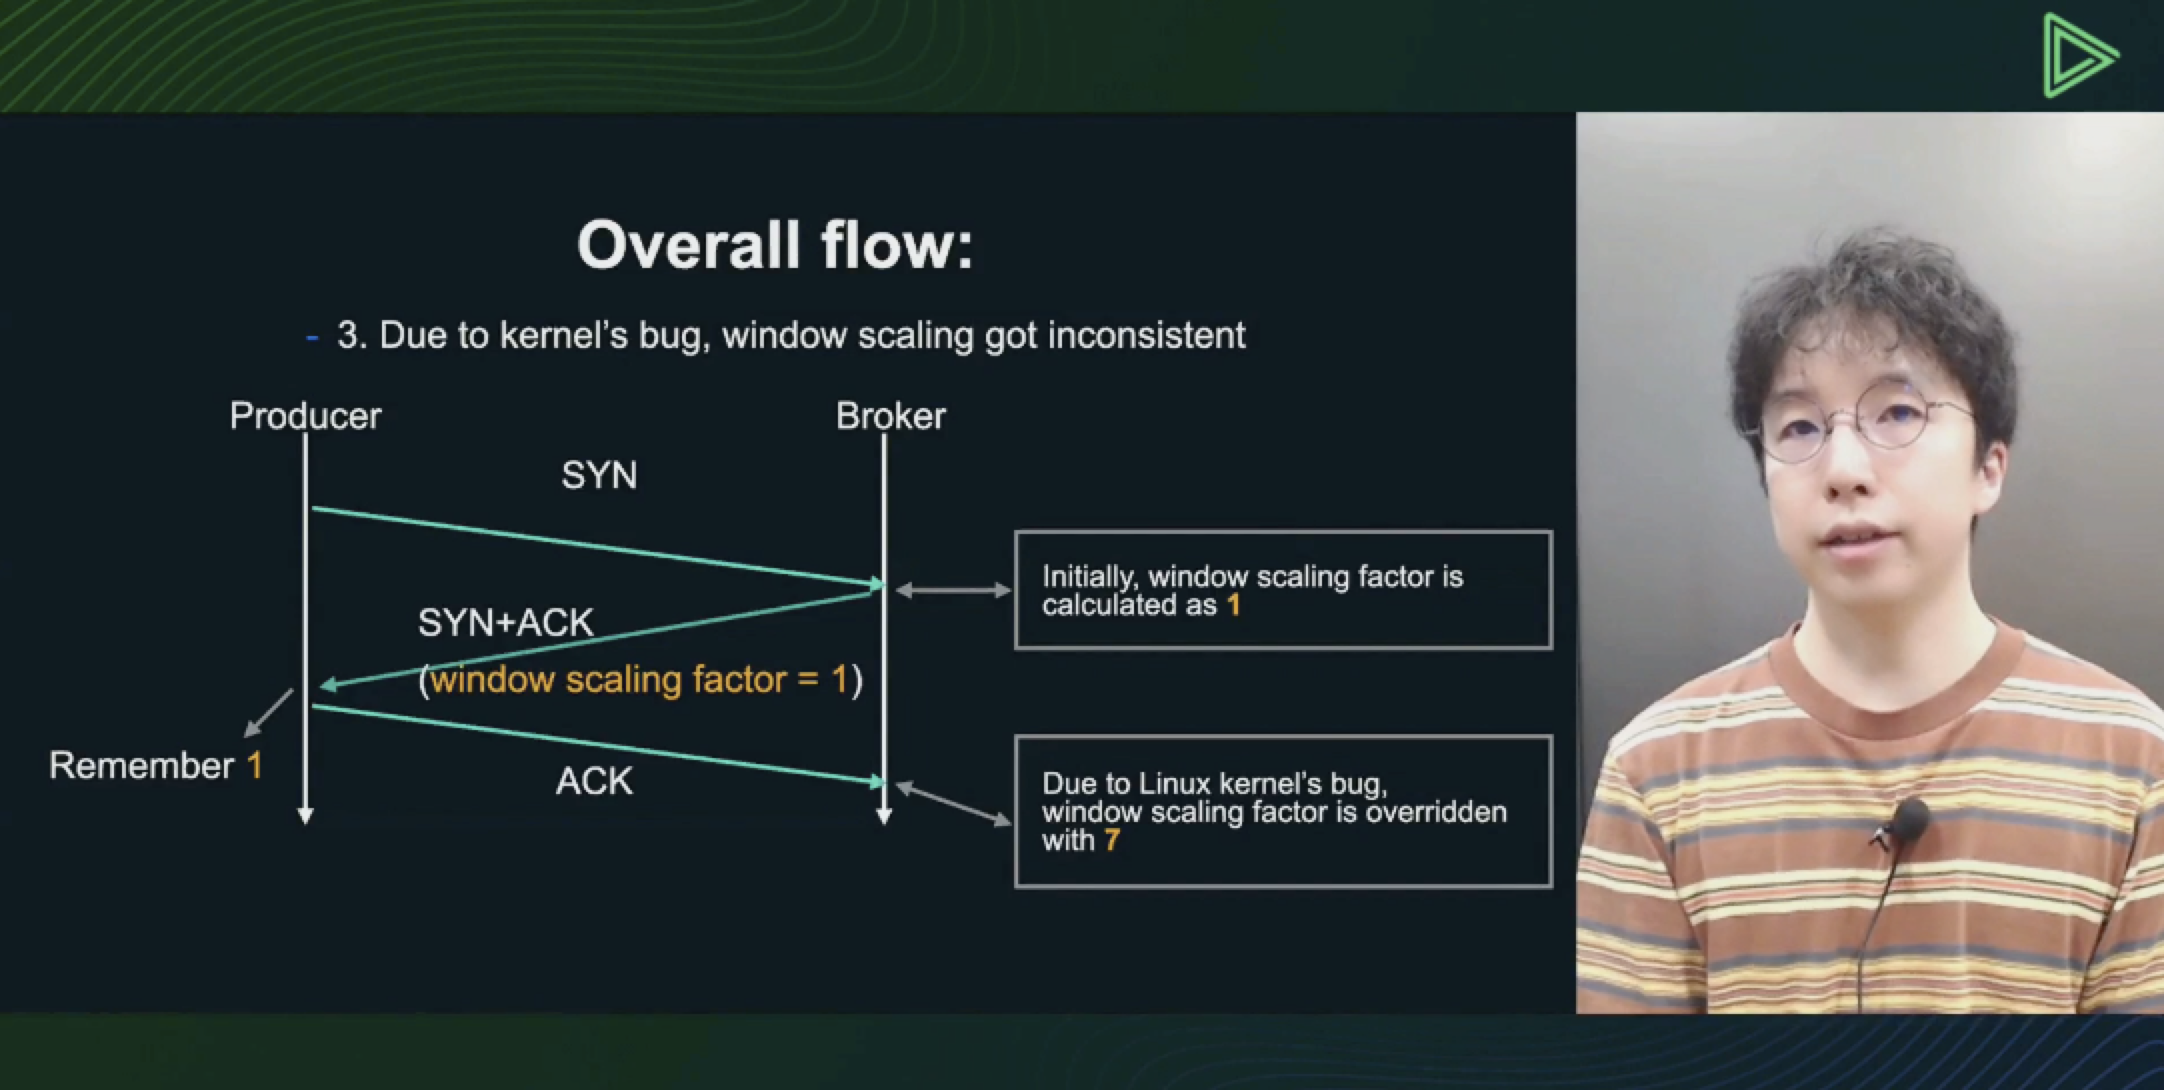 Overall flow:
- 3. Due to kernel's bug, window scaling got inconsistent
Producer
Broker
SYN
Initially, window scaling factor is
calculated as 1
SYN+ACK
(window scaling factor = 1)
Remember 1
ACK
Due to Linux kernel's bug,
window scaling factor is overridden
with 7